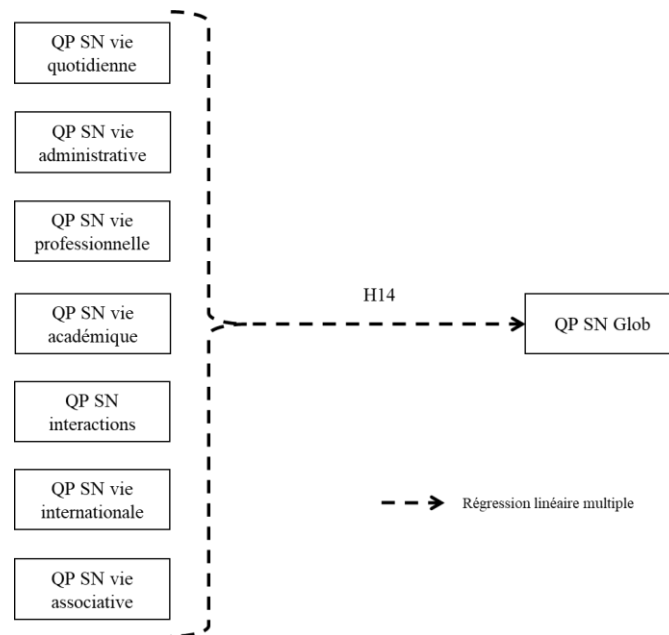 QP SN vie
quotidienne
QP SN vie
administrative
QP SN vie
professionnelle
QP SN vie
académique
QP SN
interactions
QP SN vie
internationale
QP SN vie
associative
H14
QP SN Glob
Régression linéaire multiple